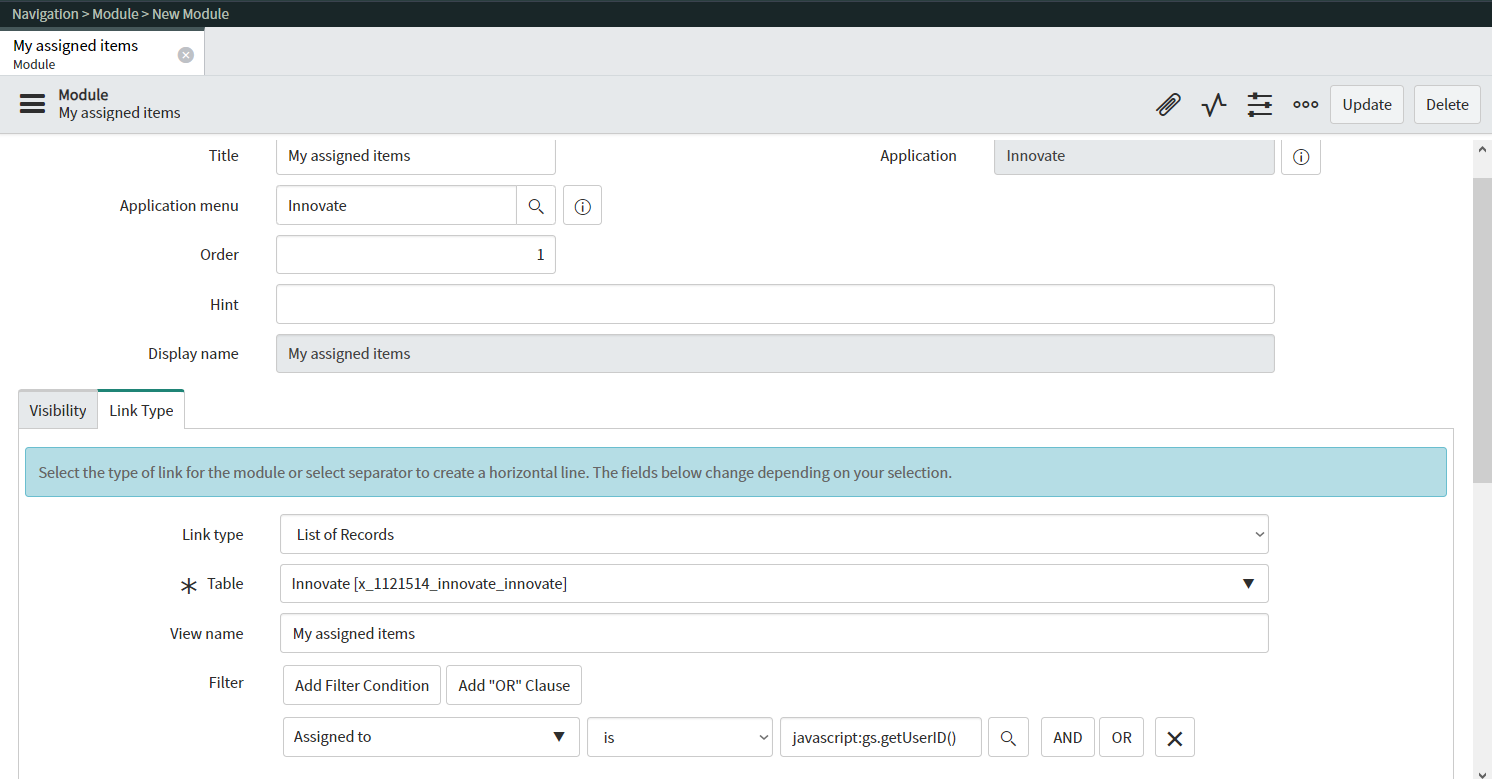 Navigation > Module > New Module
My assigned items
Module
Module
My assigned items
Update
Delete
Title
My assigned items
Application
Innovate
Application menu
Innovate
Order
1
Hint
Display name
My assigned items
Visibility
Link Type
Select the type of link for the module or select separator to create a horizontal line. The fields below change depending on your selection.
Link type
List of Records
Table
Innovate [x_1121514_innovate_innovate]
View name
My assigned items
Filter
Add Filter Condition
Add "OR" Clause
Assigned to
is
javascript:gs.getUserID()
AND
OR